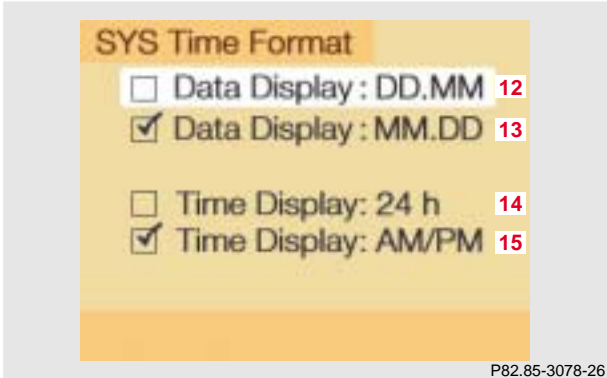 SYS Time Format
Data Display : DD.MM 12
Data Display : MM.DD 13
Time Display: 24 h 14
Time Display: AM/PM 15
P82.85-3078-26